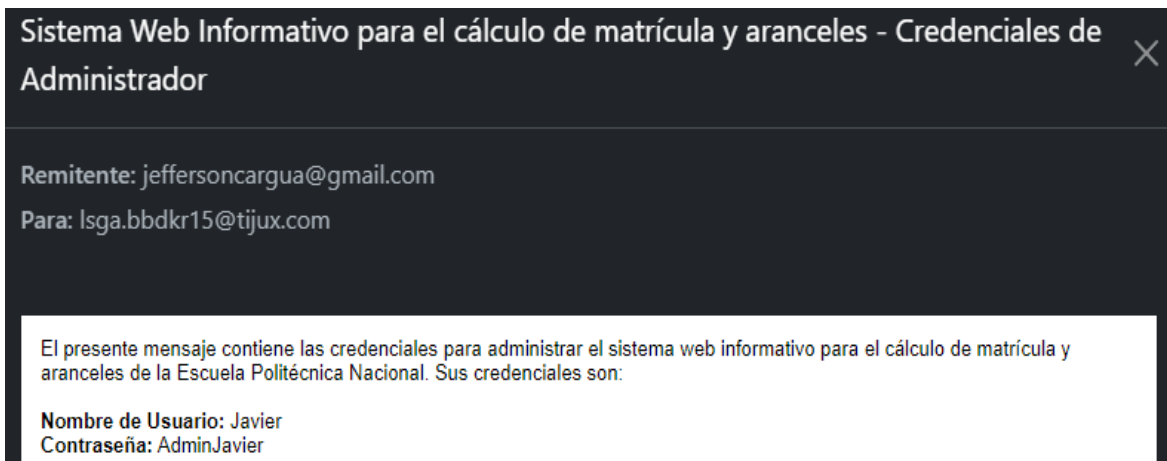 Sistema Web Informativo para el cálculo de matrícula y aranceles - Credenciales de
Administrador
Remitente: jeffersoncargua@gmail.com
Para: lsga.bbdkr15@tijux.com
El presente mensaje contiene las credenciales para administrar el sistema web informativo para el cálculo de matrícula y
aranceles de la Escuela Politécnica Nacional. Sus credenciales son:
Nombre de Usuario: Javier
Contraseña: AdminJavier